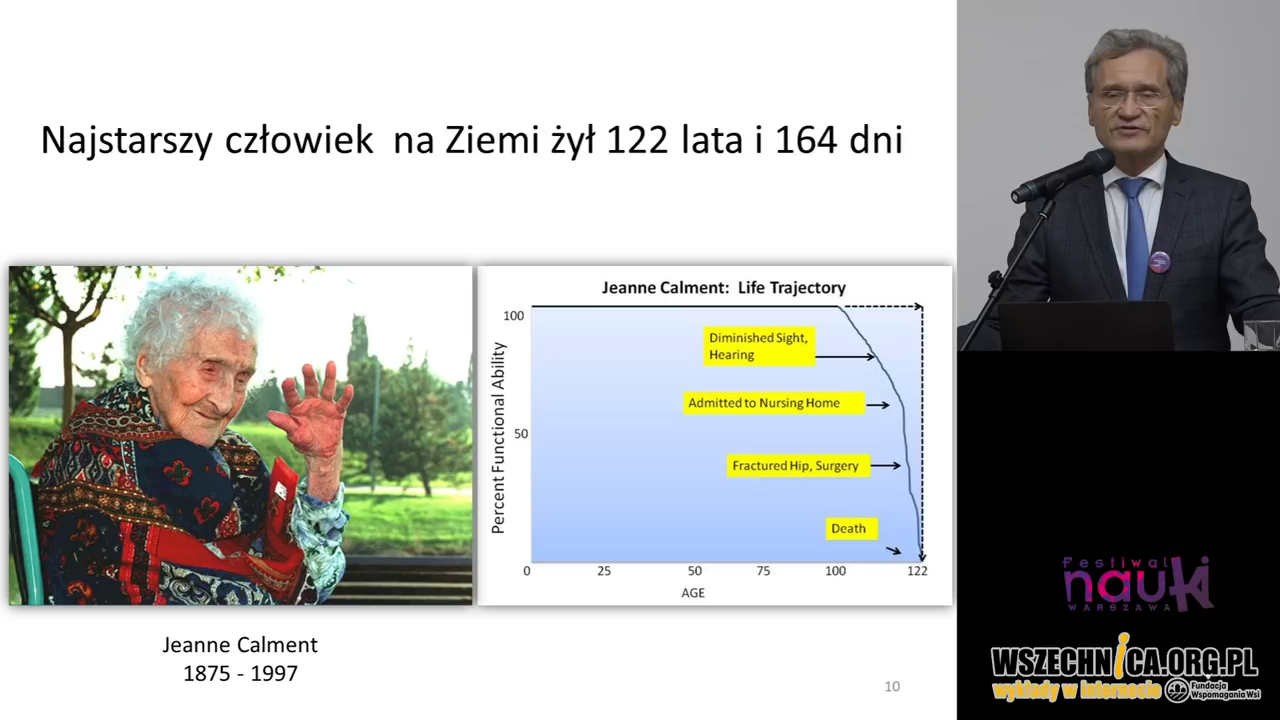 Najstarszy człowiek na Ziemi żył 122 lata i 164 dni
Jeanne Calment: Life Trajectory
100
50
Percent Functional Ability
Diminished Sight,
Hearing
Admitted to Nursing Home
Fractured Hip, Surgery
Death
0 25 50 75 100 122
AGE
Jeanne Calment
1875 - 1997
10
Festiwal
nauki
WARSZAWA
WSZECHNICA.ORG.PL
wykłady w internecie
Fundacja
Wspomagania Wsi